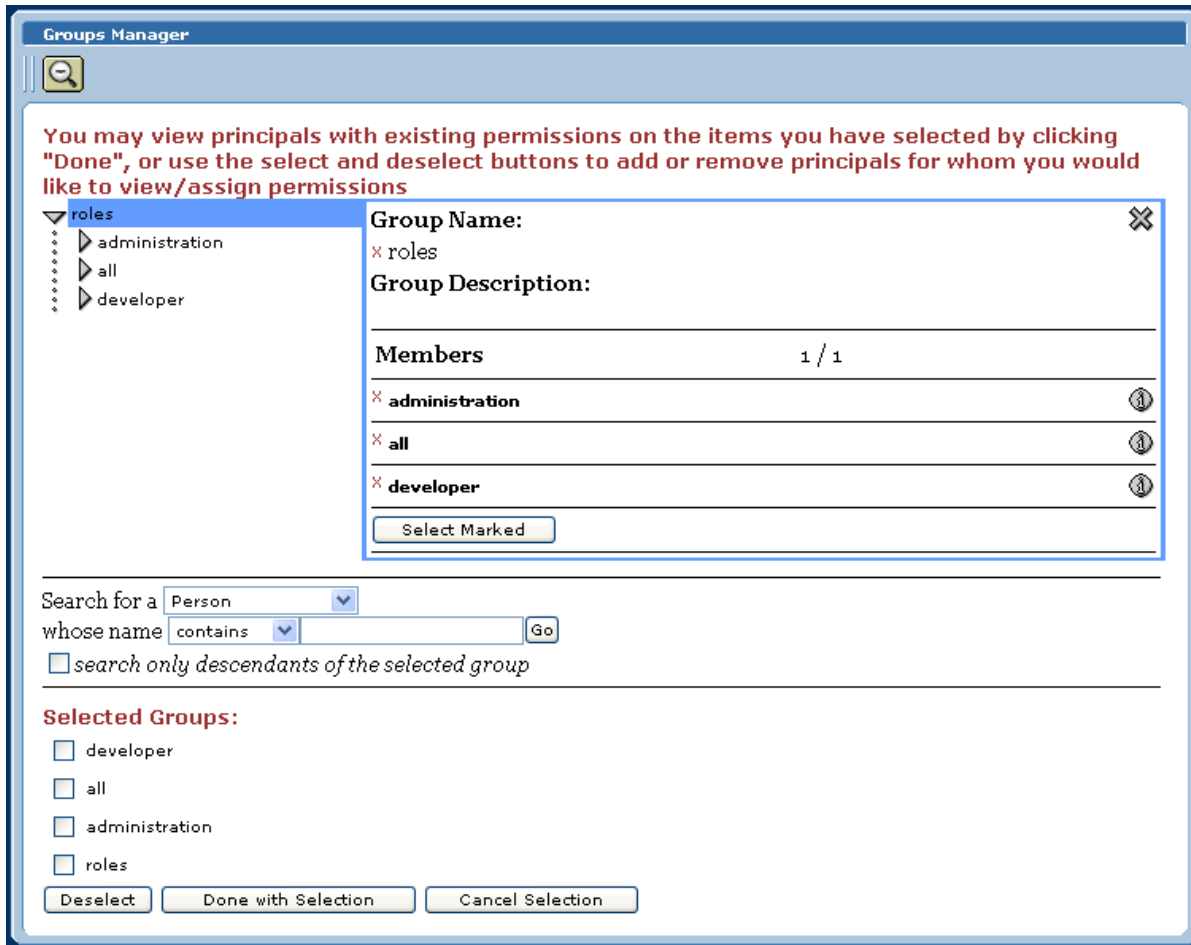 Groups Manager
You may view principals with existing permissions on the items you have selected by clicking
"Done", or use the select and deselect buttons to add or remove principals for whom you would
like to view/assign permissions
roles
administration
all
developer
Group Name:
x roles
Group Description:
Members 1 / 1
x administration
x all
x developer
Select Marked
Search for a Person
whose name contains Go
search only descendants of the selected group
Selected Groups:
developer
all
administration
roles
Deselect Done with Selection Cancel Selection